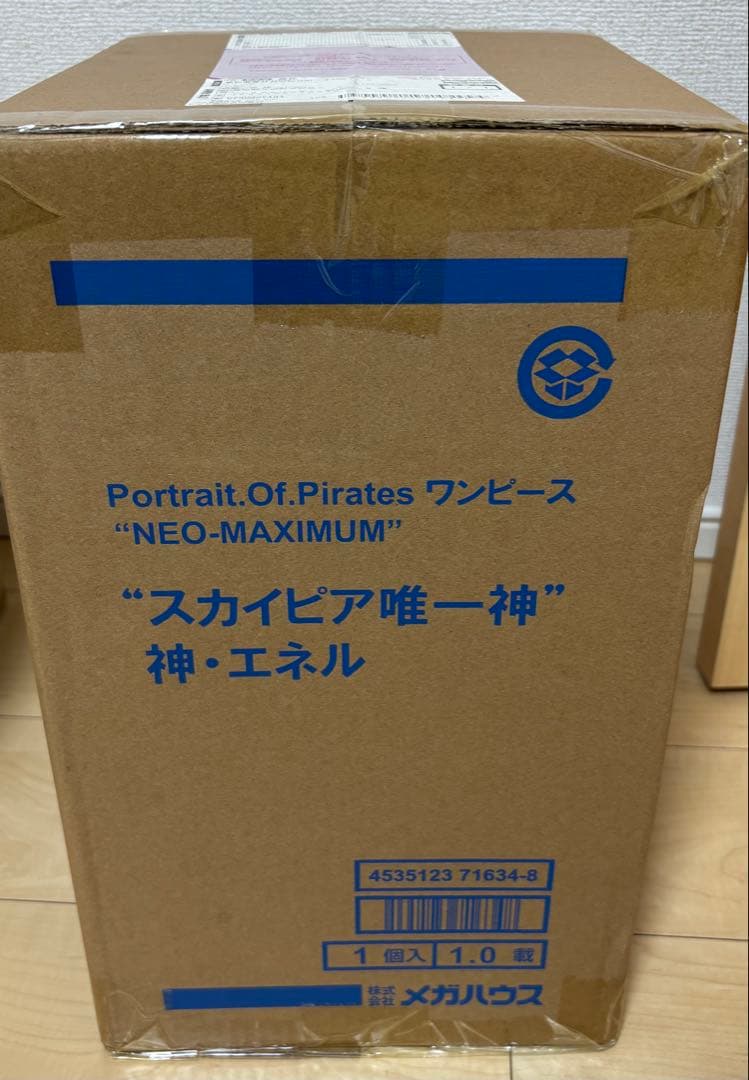 Portrait.Of.Pirates ワンピース
“NEO-MAXIMUM”
“スカイピア唯一神”
神・エネル
4535123 71634-8
1 個入 1.0 載
株式会社 メガハウス